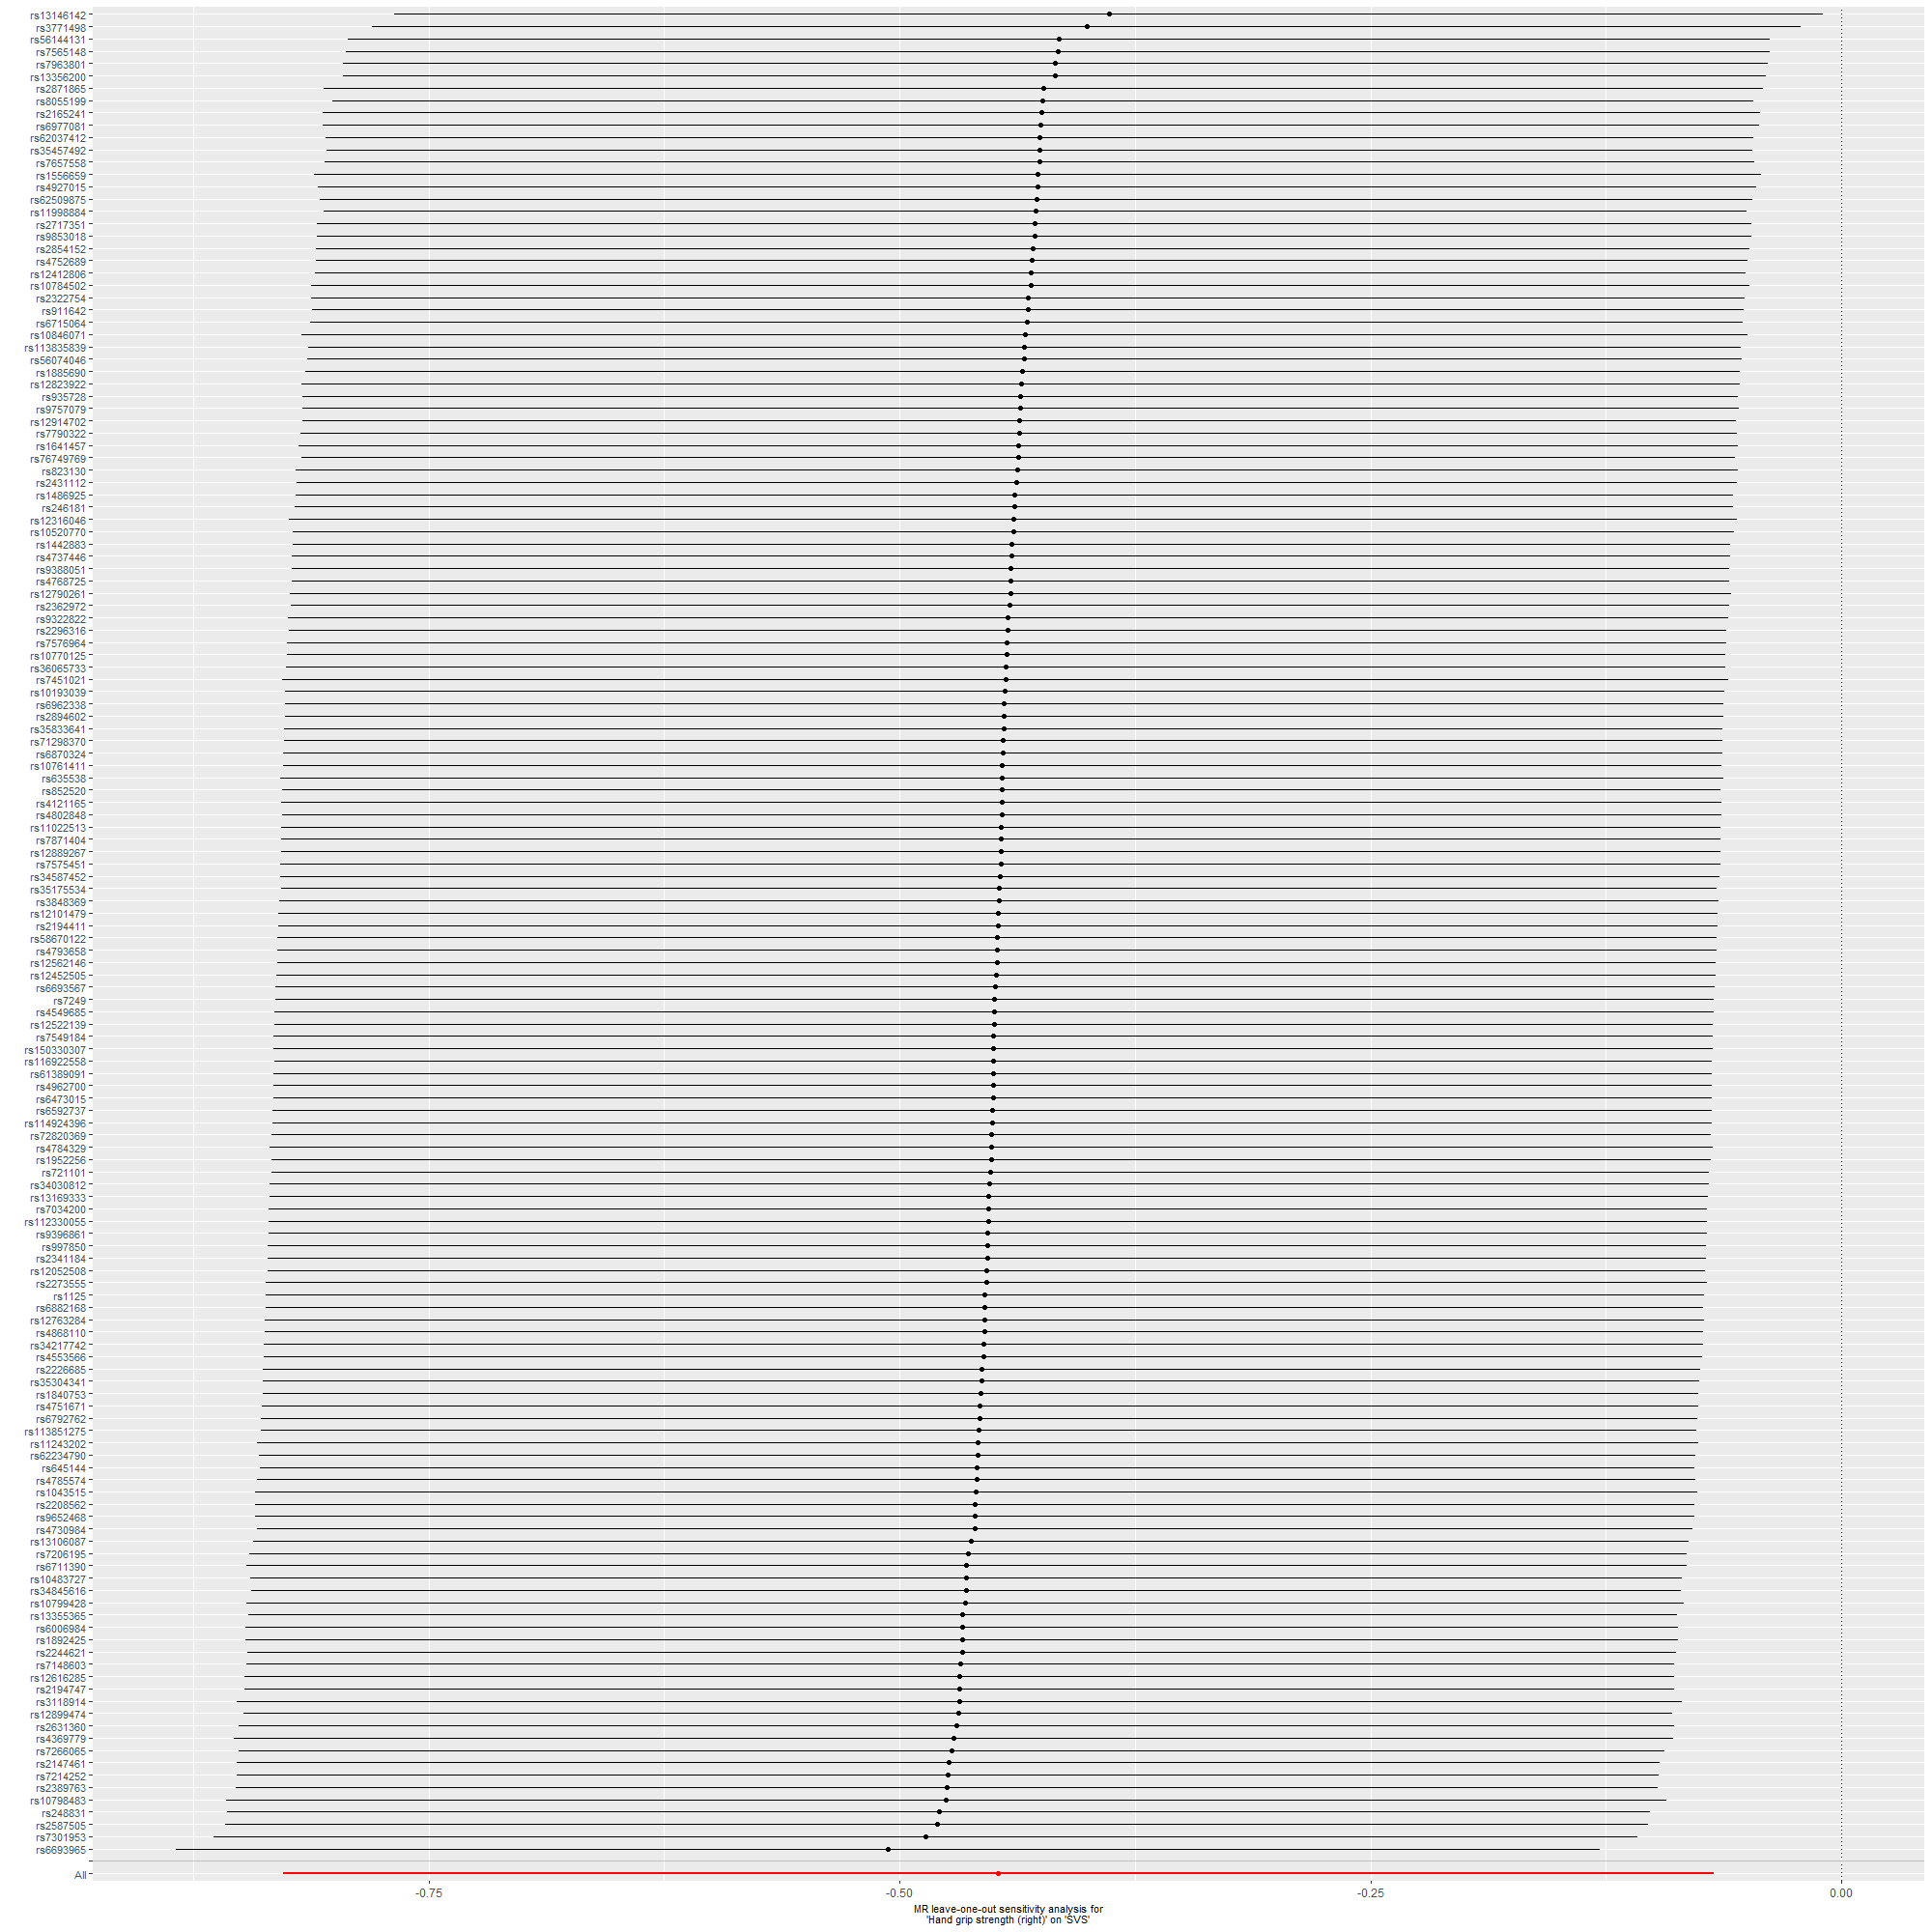 rs13146142
rs3771498
rs56144131
rs7565148
rs7963801
rs13356200
rs2871865
rs8055199
rs2165241
rs6977081
rs62037412
rs35457492
rs7657558
rs1556659
rs4927015
rs62509875
rs11998884
rs2717351
rs9853018
rs2854152
rs4752689
rs12412806
rs10784502
rs2322754
rs911642
rs6715064
rs10846071
rs113835839
rs56074046
rs1885690
rs12823922
rs935728
rs9757079
rs12914702
rs7790322
rs1641457
rs76749769
rs823130
rs2431112
rs1486925
rs246181
rs12316046
rs10520770
rs1442883
rs4737446
rs9388051
rs4768725
rs12790261
rs2362972
rs9322822
rs2296316
rs7576964
rs10770125
rs36065733
rs7451021
rs10193039
rs6962338
rs2894602
rs35833641
rs71298370
rs6870324
rs10761411
rs635538
rs852520
rs4121165
rs4802848
rs11022513
rs7871404
rs12889267
rs7575451
rs34587452
rs35175534
rs3848369
rs12101479
rs2194411
rs58670122
rs4793658
rs12562146
rs12452505
rs6693567
rs7249
rs4549685
rs12522139
rs7549184
rs150330307
rs116922558
rs61389091
rs4962700
rs6473015
rs6592737
rs114924396
rs72820369
rs4784329
rs1952256
rs721101
rs34030812
rs13169333
rs7034200
rs112330055
rs9396861
rs997850
rs2341184
rs12052508
rs2273555
rs1125
rs6882168
rs12763284
rs4868110
rs34217742
rs4553566
rs2226685
rs35304341
rs1840753
rs4751671
rs6792762
rs113851275
rs11243202
rs62234790
rs645144
rs4785574
rs1043515
rs2208562
rs9652468
rs4730984
rs13106087
rs7206195
rs6711390
rs10483727
rs34845616
rs10799428
rs13355365
rs6006984
rs1892425
rs2244621
rs7148603
rs12616285
rs2194747
rs3118914
rs12899474
rs2631360
rs4369779
rs7266065
rs2147461
rs7214252
rs2389763
rs10798483
rs248831
rs2587505
rs7301953
rs6693965
All
-0.75 -0.50 -0.25 0.00
MR leave-one-out sensitivity analysis for
'Hand grip strength (right)' on 'SVS'